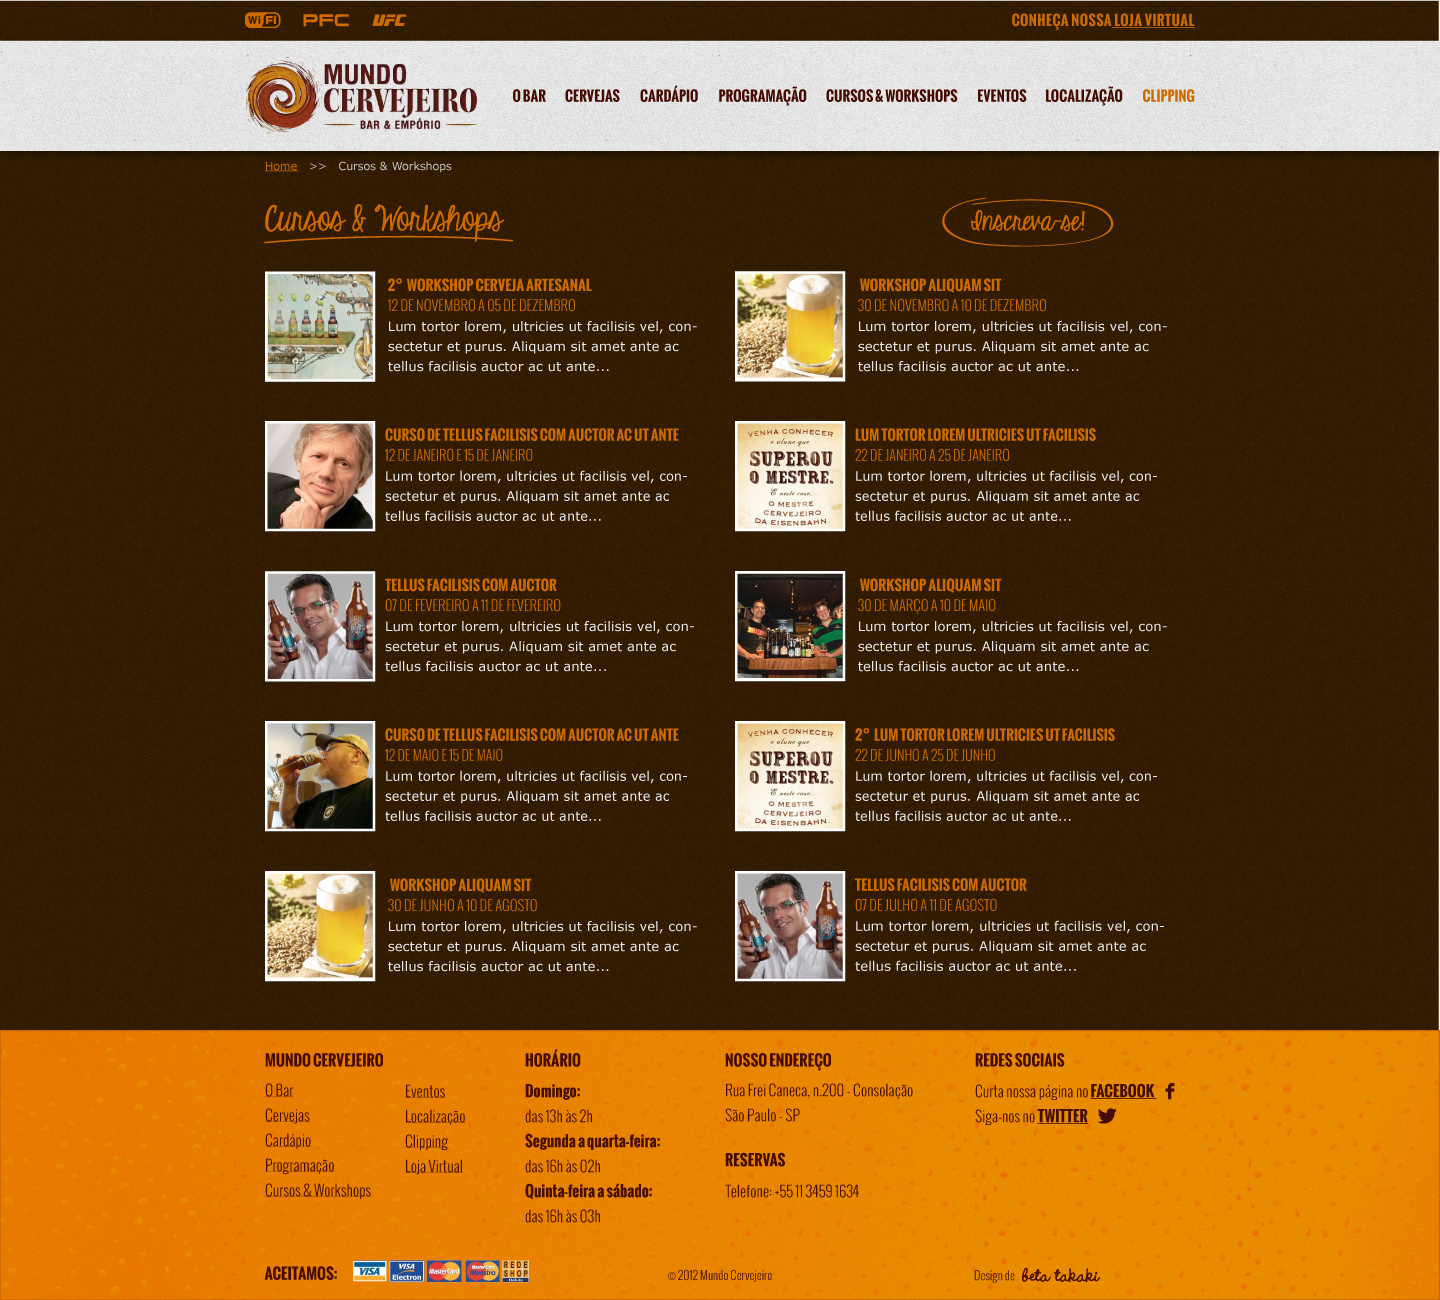 WiFi PFC UFC CONHEÇA NOSSA LOJA VIRTUAL
MUNDO
CERVEJEIRO
BAR & EMPÓRIO
O BAR CERVEJAS CARDÁPIO PROGRAMAÇÃO CURSOS & WORKSHOPS EVENTOS LOCALIZAÇÃO CLIPPING
Home >> Cursos & Workshops
Cursos & Workshops
Inscreva-se!
2° WORKSHOP CERVEJA ARTESANAL
12 DE NOVEMBRO A 05 DE DEZEMBRO
Lum tortor lorem, ultricies ut facilisis vel, con-
sectetur et purus. Aliquam sit amet ante ac
tellus facilisis auctor ac ut ante...
WORKSHOP ALIQUAM SIT
30 DE NOVEMBRO A 10 DE DEZEMBRO
Lum tortor lorem, ultricies ut facilisis vel, con-
sectetur et purus. Aliquam sit amet ante ac
tellus facilisis auctor ac ut ante...
CURSO DE TELLUS FACILISIS COM AUCTOR AC UT ANTE
12 DE JANEIRO E 15 DE JANEIRO
Lum tortor lorem, ultricies ut facilisis vel, con-
sectetur et purus. Aliquam sit amet ante ac
tellus facilisis auctor ac ut ante...
VENHA CONHECER
o aluno que
SUPEROU
O MESTRE.
E neste caso...
O MESTRE
CERVEJEIRO
DA EISENBAHN.
LUM TORTOR LOREM ULTRICIES UT FACILISIS
22 DE JANEIRO A 25 DE JANEIRO
Lum tortor lorem, ultricies ut facilisis vel, con-
sectetur et purus. Aliquam sit amet ante ac
tellus facilisis auctor ac ut ante...
TELLUS FACILISIS COM AUCTOR
07 DE FEVEREIRO A 11 DE FEVEREIRO
Lum tortor lorem, ultricies ut facilisis vel, con-
sectetur et purus. Aliquam sit amet ante ac
tellus facilisis auctor ac ut ante...
WORKSHOP ALIQUAM SIT
30 DE MARÇO A 10 DE MAIO
Lum tortor lorem, ultricies ut facilisis vel, con-
sectetur et purus. Aliquam sit amet ante ac
tellus facilisis auctor ac ut ante...
CURSO DE TELLUS FACILISIS COM AUCTOR AC UT ANTE
12 DE MAIO E 15 DE MAIO
Lum tortor lorem, ultricies ut facilisis vel, con-
sectetur et purus. Aliquam sit amet ante ac
tellus facilisis auctor ac ut ante...
VENHA CONHECER
o aluno que
SUPEROU
O MESTRE.
E neste caso...
O MESTRE
CERVEJEIRO
DA EISENBAHN.
2° LUM TORTOR LOREM ULTRICIES UT FACILISIS
22 DE JUNHO A 25 DE JUNHO
Lum tortor lorem, ultricies ut facilisis vel, con-
sectetur et purus. Aliquam sit amet ante ac
tellus facilisis auctor ac ut ante...
WORKSHOP ALIQUAM SIT
30 DE JUNHO A 10 DE AGOSTO
Lum tortor lorem, ultricies ut facilisis vel, con-
sectetur et purus. Aliquam sit amet ante ac
tellus facilisis auctor ac ut ante...
TELLUS FACILISIS COM AUCTOR
07 DE JULHO A 11 DE AGOSTO
Lum tortor lorem, ultricies ut facilisis vel, con-
sectetur et purus. Aliquam sit amet ante ac
tellus facilisis auctor ac ut ante...
MUNDO CERVEJEIRO
O Bar
Cervejas
Cardápio
Programação
Cursos & Workshops
Eventos
Localização
Clipping
Loja Virtual
HORÁRIO
Domingo:
das 13h às 2h
Segunda a quarta-feira:
das 16h às 02h
Quinta-feira a sábado:
das 16h às 03h
NOSSO ENDEREÇO
Rua Frei Caneca, n.200 - Consolação
São Paulo - SP
RESERVAS
Telefone: +55 11 3459 1634
REDES SOCIAIS
Curta nossa página no FACEBOOK
Siga-nos no TWITTER
ACEITAMOS: VISA VISA Electron MasterCard Maestro REDE SHOP
© 2012 Mundo Cervejeiro
Design de beta takaki